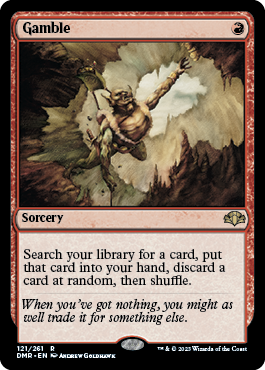 Gamble
Sorcery
Search your library for a card, put
that card into your hand, discard a
card at random, then shuffle.
When you've got nothing, you might as
well trade it for something else.
121/261 R
DMR • EN Andrew Goldhawk
™ & © 2023 Wizards of the Coast